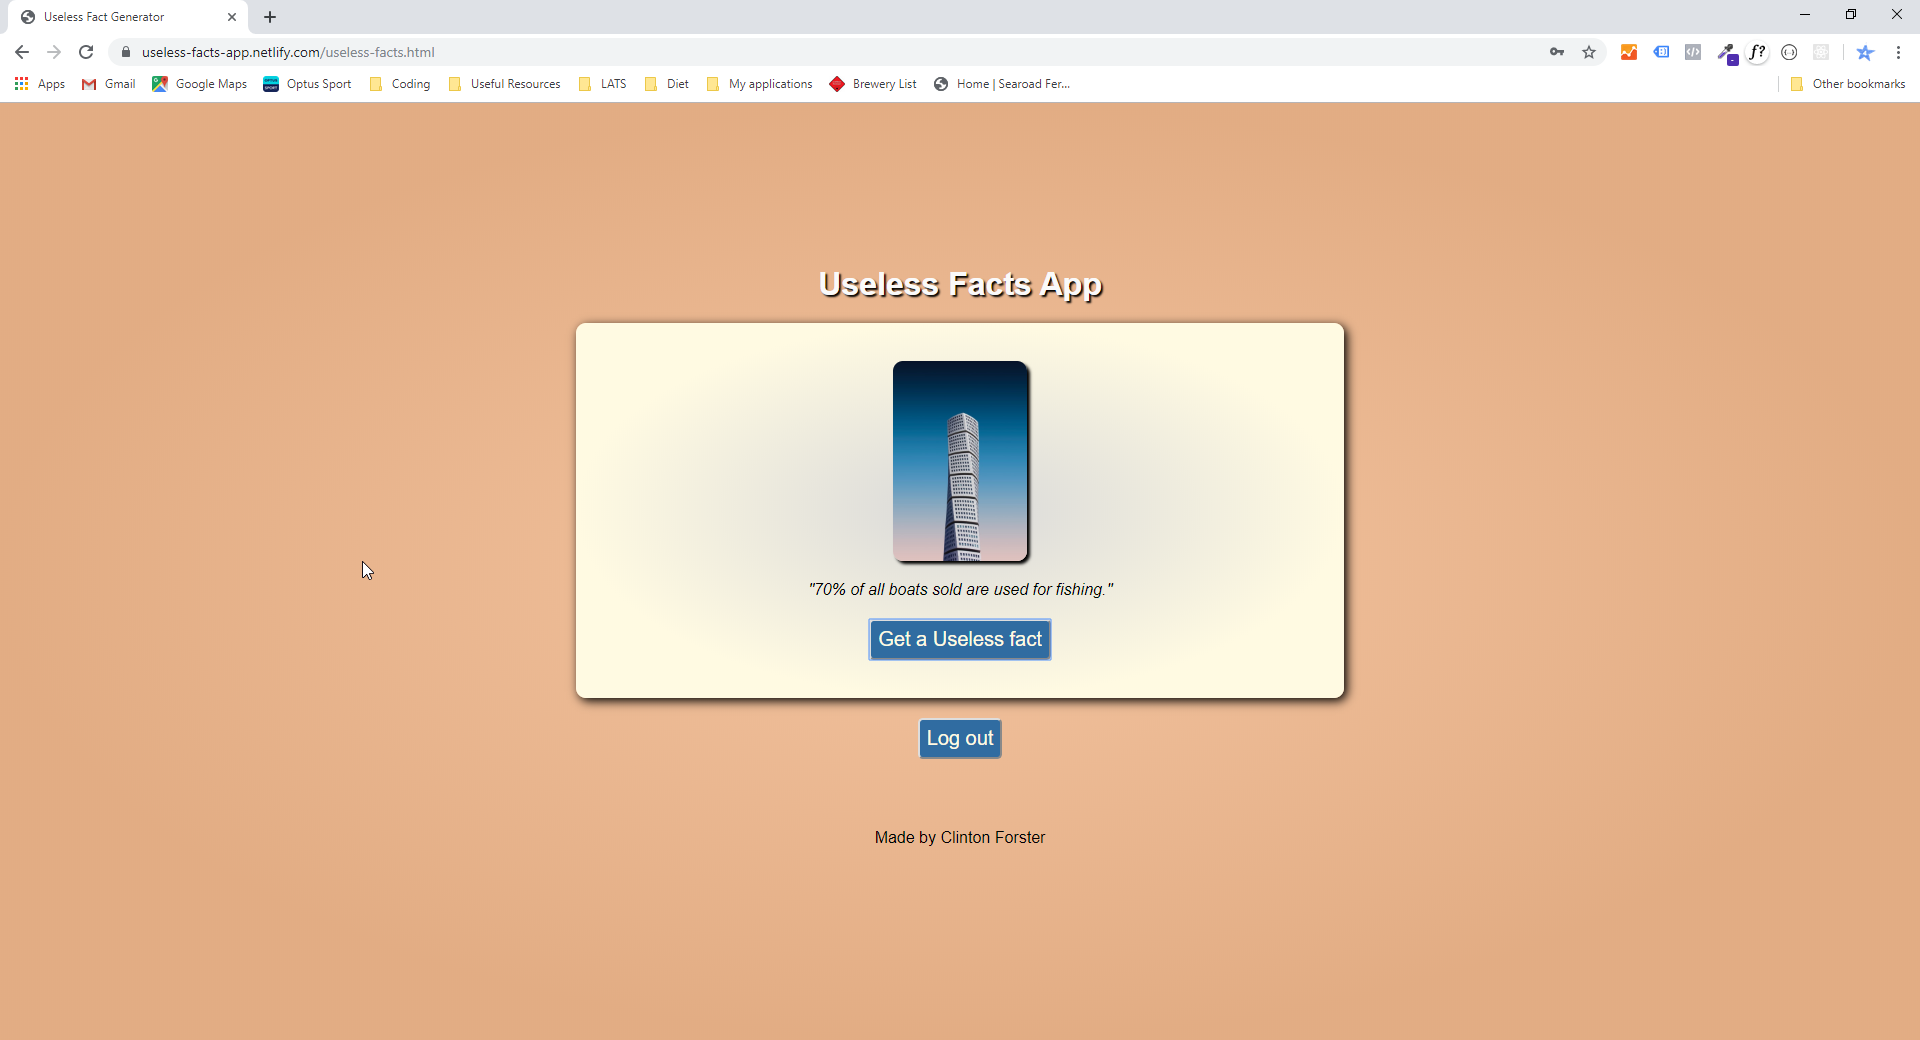 Useless Fact Generator
useless-facts-app.netlify.com/useless-facts.html
Apps Gmail Google Maps Optus Sport Coding Useful Resources LATS Diet My applications Brewery List Home | Searoad Fer... Other bookmarks
Useless Facts App
"70% of all boats sold are used for fishing."
Get a Useless fact
Log out
Made by Clinton Forster